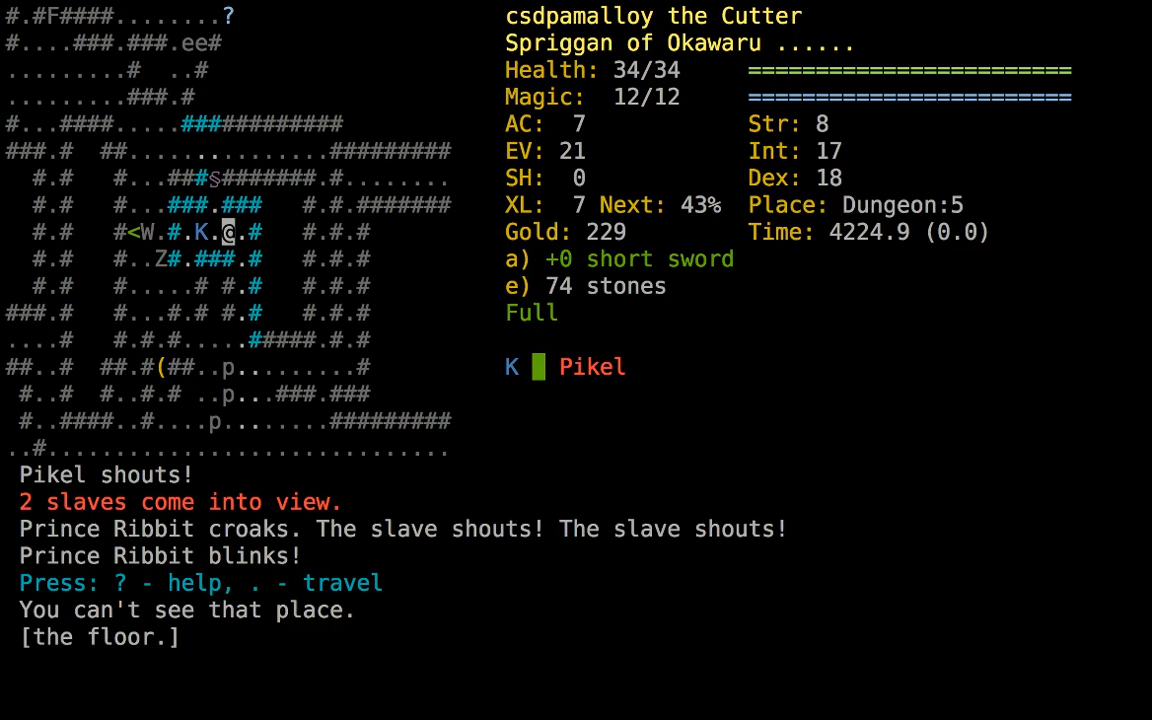 #.#F####........?                     csdpamalloy the Cutter
#....###.###.ee#                      Spriggan of Okawaru ......
.........#  ..#                       Health: 34/34     ========================
.........###.#                        Magic:  12/12     ========================
#...####.....############             AC:  7            Str: 8
###.#  ##...............#########     EV: 21            Int: 17
  #.#   #...###§#######.#........     SH:  0            Dex: 18
  #.#   #...###.###   #.#.#######     XL:  7 Next: 43%  Place: Dungeon:5
  #.#   #<W.#.K.@.#   #.#.#           Gold: 229         Time: 4224.9 (0.0)
  #.#   #..Z#.###.#   #.#.#           a) +0 short sword
  #.#   #.....# #.#   #.#.#           e) 74 stones
###.#   #...#.# #.#   #.#.#           Full
....#   #.#.#.....#####.#.#
##..#  ##.#(##..p.........#           K   Pikel
 #..#  #..#.#  ..p...###.###
 #..####..#....p........#########
..#..............................
Pikel shouts!
2 slaves come into view.
Prince Ribbit croaks. The slave shouts! The slave shouts!
Prince Ribbit blinks!
Press: ? - help, . - travel
You can't see that place.
[the floor.]